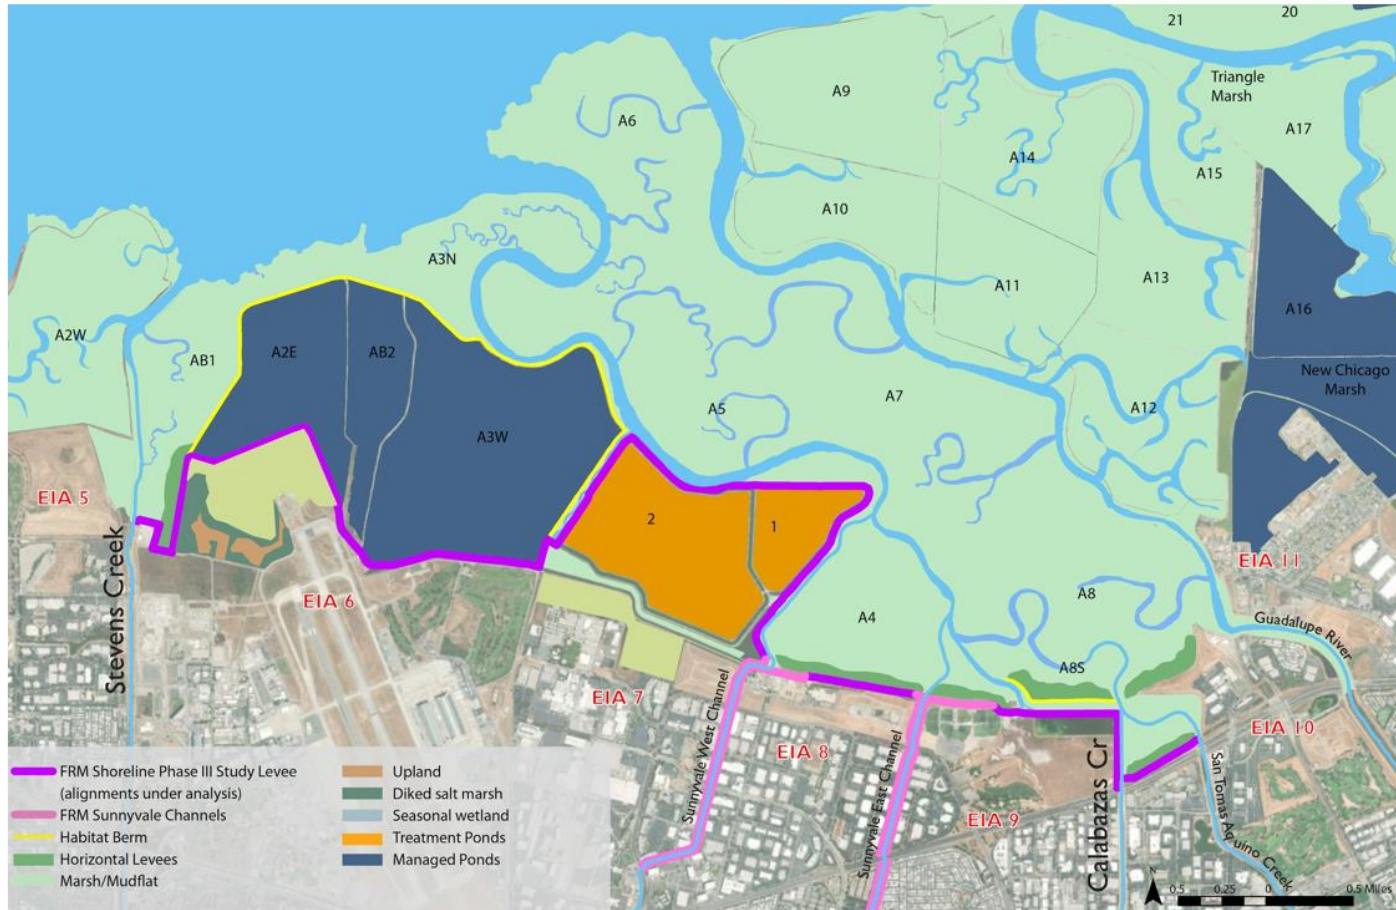 21
20
Triangle
Marsh
A6
A9
A17
A14
A15
A10
A3N
A13
A11
A16
A2W
AB1
A2E
AB2
New Chicago
Marsh
A5
A7
A12
A3W
EIA 5
2
1
EIA 11
Stevens Creek
EIA 6
A4
A8
Guadalupe River
A8S
EIA 7
Sunnyvale West Channel
EIA 8
Sunnyvale East Channel
EIA 9
Calabazas Cr
EIA 10
San Tomas Aquino Creek
FRM Shoreline Phase III Study Levee
(alignments under analysis)
FRM Sunnyvale Channels
Habitat Berm
Horizontal Levees
Marsh/Mudflat
Upland
Diked salt marsh
Seasonal wetland
Treatment Ponds
Managed Ponds
N
0.5 0.25 0 0.5 Miles